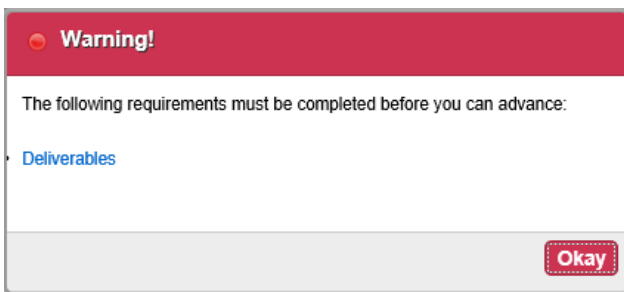 Warning!
The following requirements must be completed before you can advance:
Deliverables
Okay